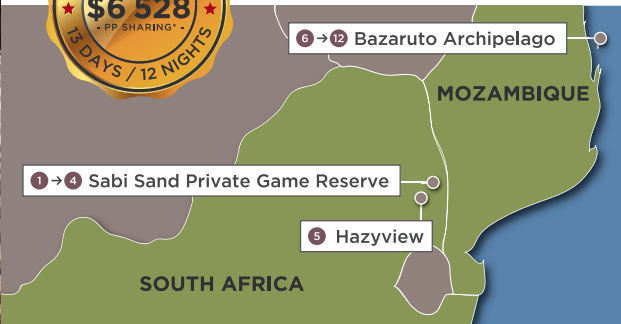 $6 528
- PP SHARING* -
13 DAYS / 12 NIGHTS
6 → 12 Bazaruto Archipelago
MOZAMBIQUE
1 → 4 Sabi Sand Private Game Reserve
5 Hazyview
SOUTH AFRICA